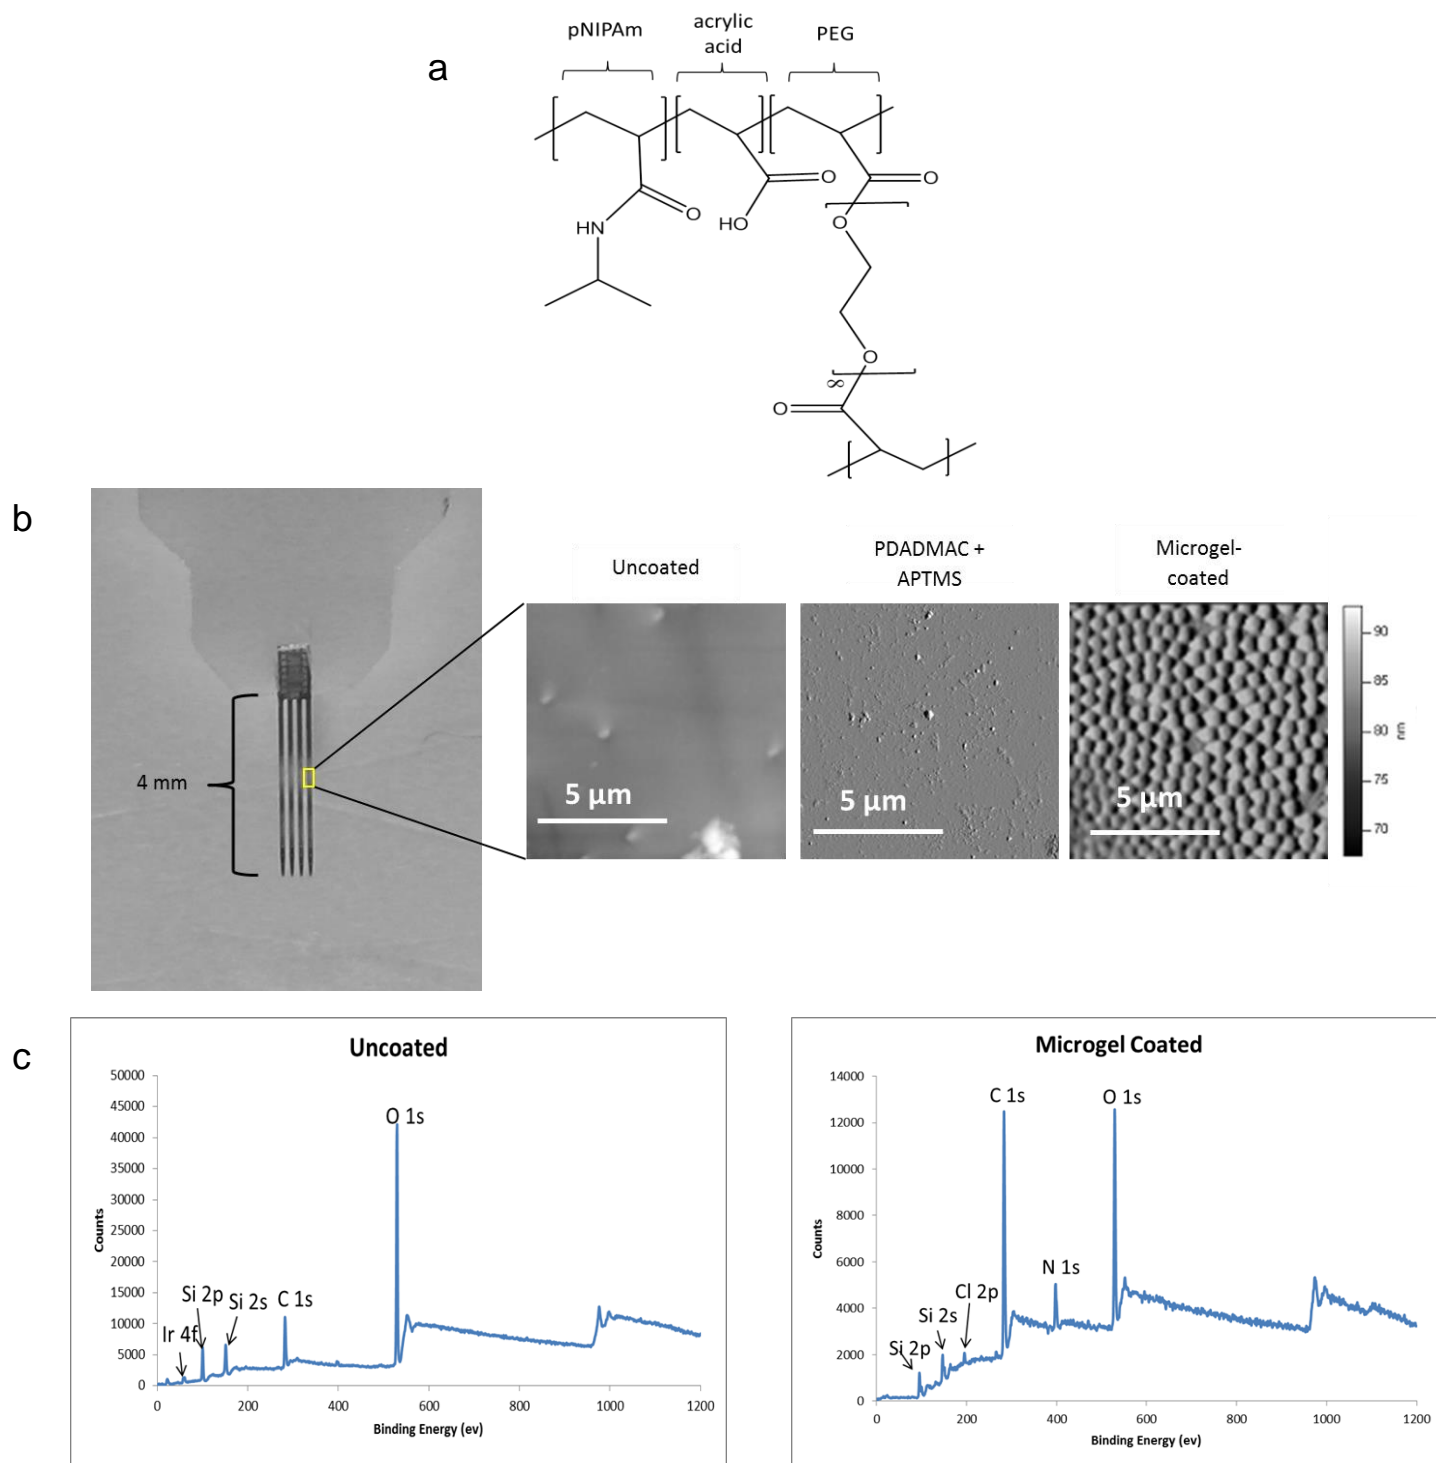 a
pNIPAm
acrylic
acid
PEG
O
HN
O
HO
O
O
O
8
O
b
4 mm
Uncoated
PDADMAC +
APTMS
Microgel-
coated
5 µm
5 µm
5 µm
90
85
80
75
70
nm
c
Uncoated
50000
45000
40000
35000
30000
25000
20000
15000
10000
5000
0
Counts
Ir 4f
Si 2p
Si 2s
C 1s
O 1s
0 200 400 600 800 1000 1200
Binding Energy (ev)
Microgel Coated
14000
12000
10000
8000
6000
4000
2000
0
Counts
Si 2p
Si 2s
Cl 2p
C 1s
N 1s
O 1s
0 200 400 600 800 1000 1200
Binding Energy (ev)